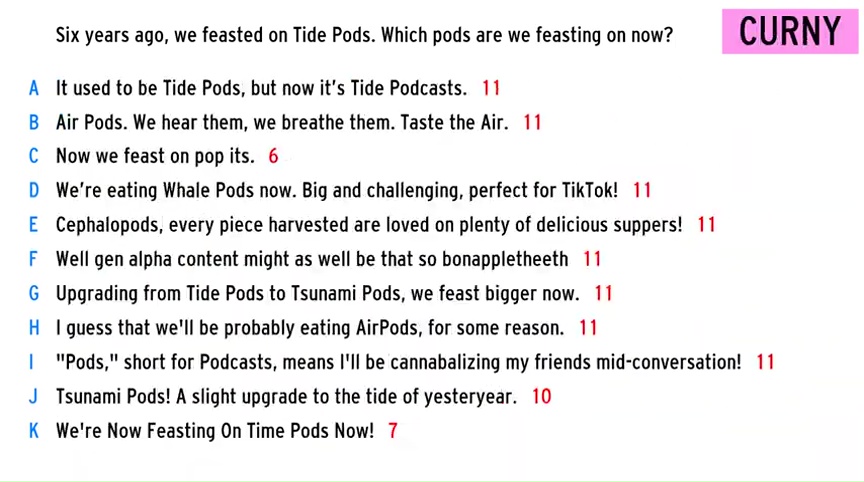 Six years ago, we feasted on Tide Pods. Which pods are we feasting on now?
CURNY
A It used to be Tide Pods, but now it's Tide Podcasts. 11
B Air Pods. We hear them, we breathe them. Taste the Air. 11
C Now we feast on pop its. 6
D We're eating Whale Pods now. Big and challenging, perfect for TikTok! 11
E Cephalopods, every piece harvested are loved on plenty of delicious suppers! 11
F Well gen alpha content might as well be that so bonappletheeth 11
G Upgrading from Tide Pods to Tsunami Pods, we feast bigger now. 11
H I guess that we'll be probably eating AirPods, for some reason. 11
I "Pods," short for Podcasts, means I'll be cannabalizing my friends mid-conversation! 11
J Tsunami Pods! A slight upgrade to the tide of yesteryear. 10
K We're Now Feasting On Time Pods Now! 7